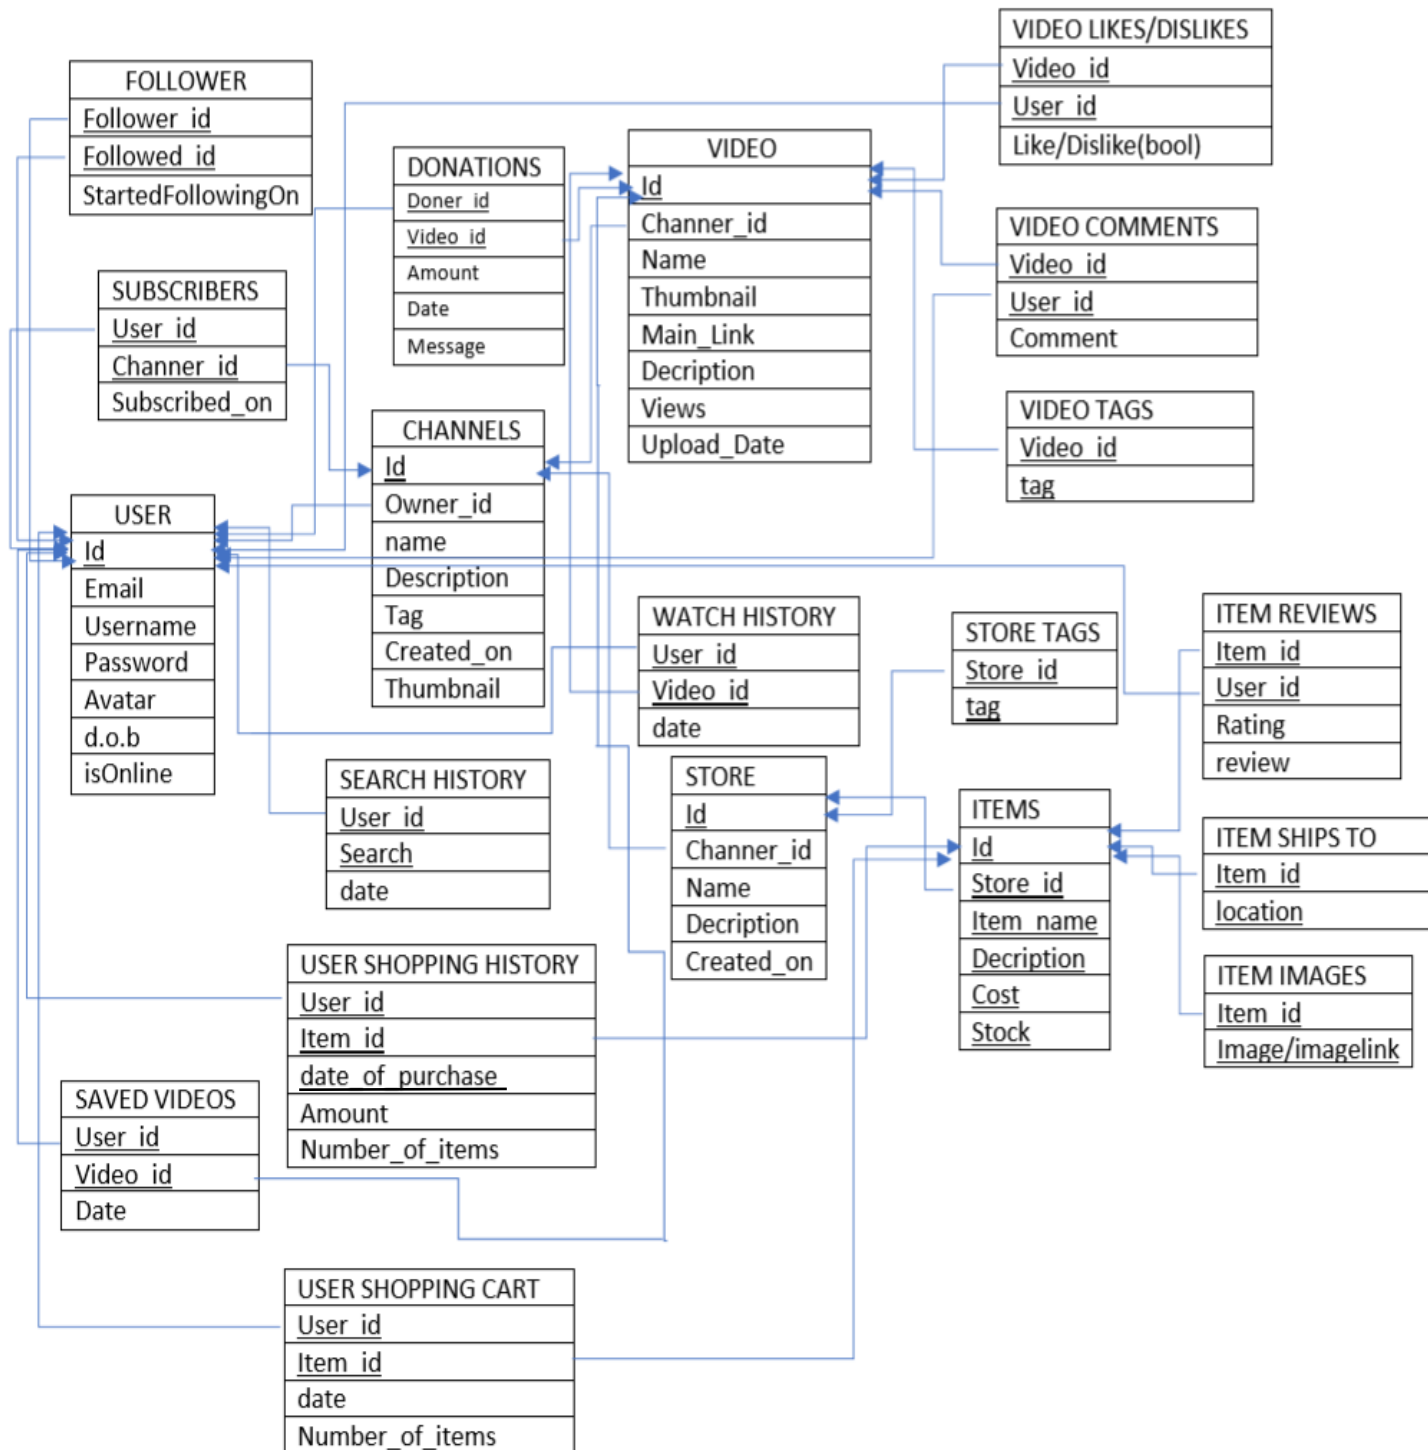 VIDEO LIKES/DISLIKES
Video_id
User_id
Like/Dislike(bool)
FOLLOWER
Follower_id
Followed_id
StartedFollowingOn
DONATIONS
Doner_id
Video_id
Amount
Date
Message
VIDEO
Id
Channer_id
Name
Thumbnail
Main_Link
Decription
Views
Upload_Date
VIDEO COMMENTS
Video_id
User_id
Comment
SUBSCRIBERS
User_id
Channer_id
Subscribed_on
VIDEO TAGS
Video_id
tag
CHANNELS
Id
Owner_id
name
Description
Tag
Created_on
Thumbnail
USER
Id
Email
Username
Password
Avatar
d.o.b
isOnline
WATCH HISTORY
User_id
Video_id
date
STORE TAGS
Store_id
tag
ITEM REVIEWS
Item_id
User_id
Rating
review
SEARCH HISTORY
User_id
Search
date
STORE
Id
Channer_id
Name
Decription
Created_on
ITEMS
Id
Store_id
Item_name
Decription
Cost
Stock
ITEM SHIPS TO
Item_id
location
USER SHOPPING HISTORY
User_id
Item_id
date_of_purchase
Amount
Number_of_items
ITEM IMAGES
Item_id
Image/imagelink
SAVED VIDEOS
User_id
Video_id
Date
USER SHOPPING CART
User_id
Item_id
date
Number_of_items